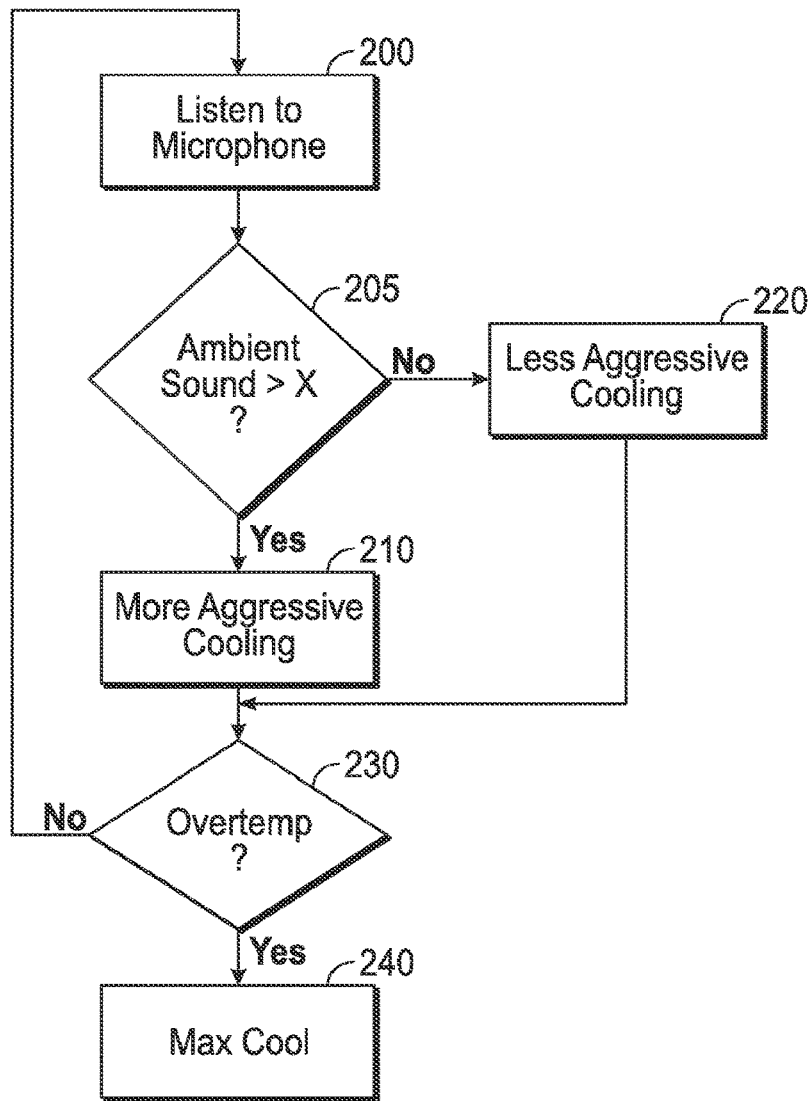 200
Listen to
Microphone
205
Ambient
Sound > X
?
No
220
Less Aggressive
Cooling
Yes
210
More Aggressive
Cooling
230
Overtemp
?
No
Yes
240
Max Cool